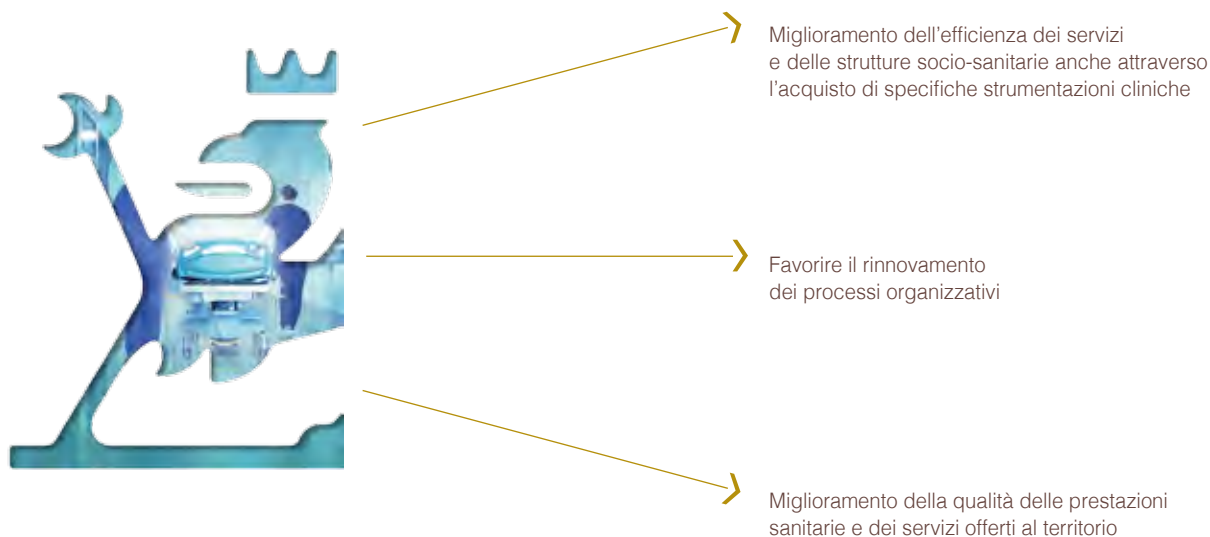 Miglioramento dell’efficienza dei servizi
e delle strutture socio-sanitarie anche attraverso
l’acquisto di specifiche strumentazioni cliniche
Favorire il rinnovamento
dei processi organizzativi
Miglioramento della qualità delle prestazioni
sanitarie e dei servizi offerti al territorio